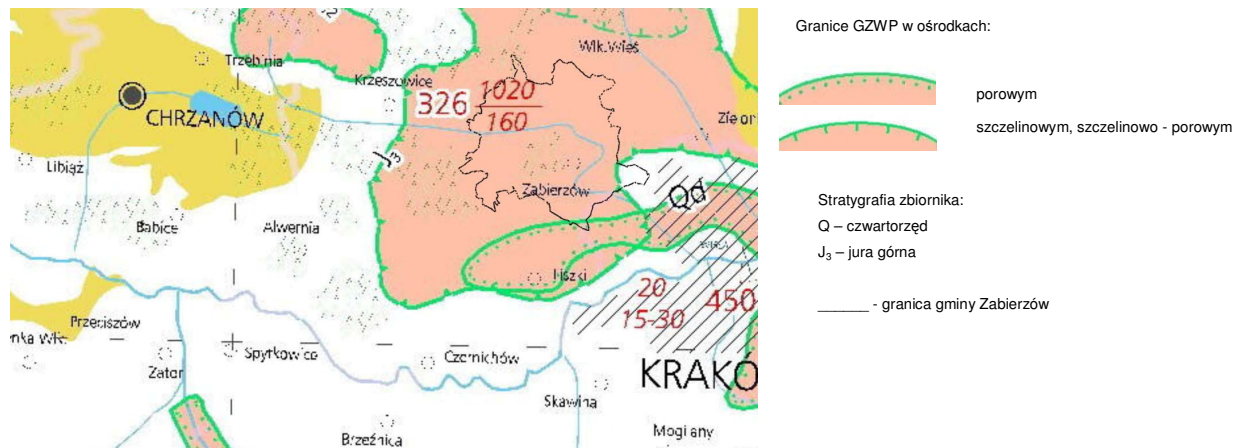 Wlk.Wieś
Trzebinia
Krzeszowice
CHRZANÓW
326
1020
160
Libiąż
J3
Zabierzów
Qd
Babice
Alwernia
WISŁA
Liszki
20
15-30
450
Przeciszów
Spytkowice
Czernichów
Zator
KRAKÓ
Skawina
Brzeźnica
Mogilany
Granice GZWP w ośrodkach:
porowym
szczelinowym, szczelinowo - porowym
Stratygrafia zbiornika:
Q – czwartorzęd
J₃ – jura górna
______ - granica gminy Zabierzów